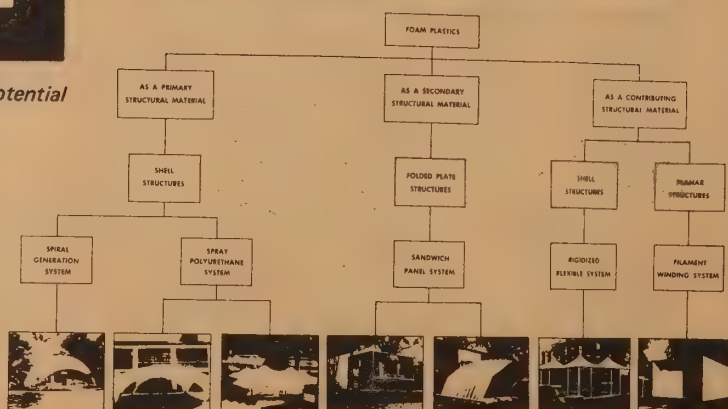 FOAM PLASTICS
otential
AS A PRIMARY
STRUCTURAL MATERIAL
AS A SECONDARY
STRUCTURAL MATERIAL
AS A CONTRIBUTING
STRUCTURAL MATERIAL
SHELL
STRUCTURES
FOLDED PLATE
STRUCTURES
SHELL
STRUCTURES
PLANAR
STRUCTURES
SPIRAL
GENERATION
SYSTEM
SPRAY
POLYURETHANE
SYSTEM
SANDWICH
PANEL SYSTEM
RIGIDIZED
FLEXIBLE SYSTEM
FILAMENT
WINDING SYSTEM